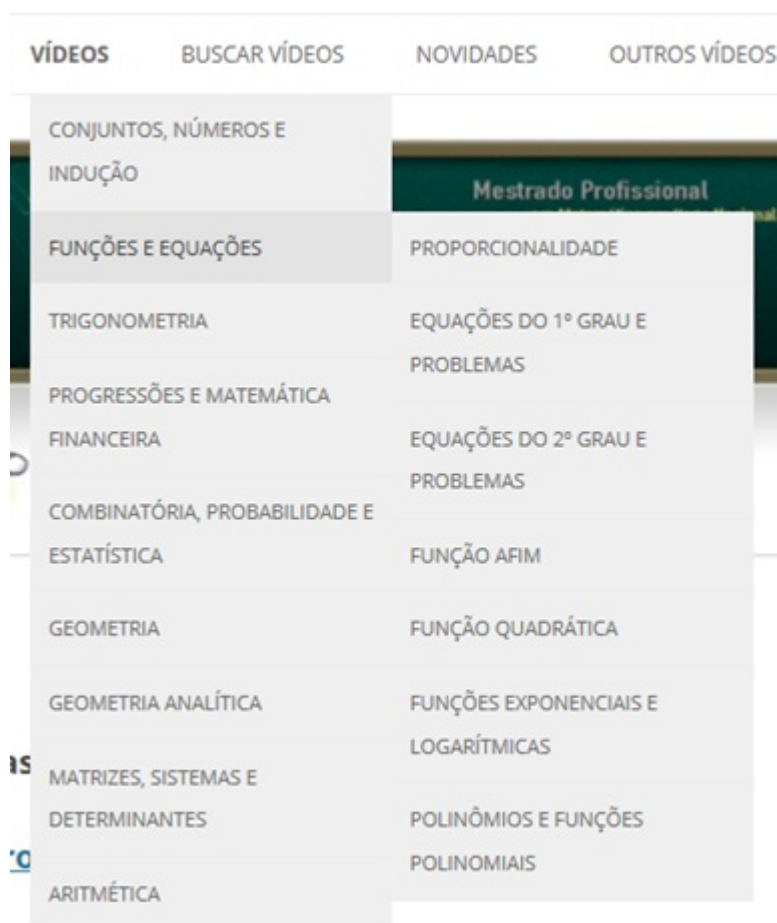 VÍDEOS BUSCAR VÍDEOS NOVIDADES OUTROS VÍDEOS
CONJUNTOS, NÚMEROS E
INDUÇÃO
Mestrado Profissional
FUNÇÕES E EQUAÇÕES
TRIGONOMETRIA
PROGRESSÕES E MATEMÁTICA
FINANCEIRA
COMBINATÓRIA, PROBABILIDADE E
ESTATÍSTICA
GEOMETRIA
GEOMETRIA ANALÍTICA
MATRIZES, SISTEMAS E
DETERMINANTES
ARITMÉTICA
PROPORCIONALIDADE
EQUAÇÕES DO 1º GRAU E
PROBLEMAS
EQUAÇÕES DO 2º GRAU E
PROBLEMAS
FUNÇÃO AFIM
FUNÇÃO QUADRÁTICA
FUNÇÕES EXPONENCIAIS E
LOGARÍTMICAS
POLINÔMIOS E FUNÇÕES
POLINOMIAIS
as
ro